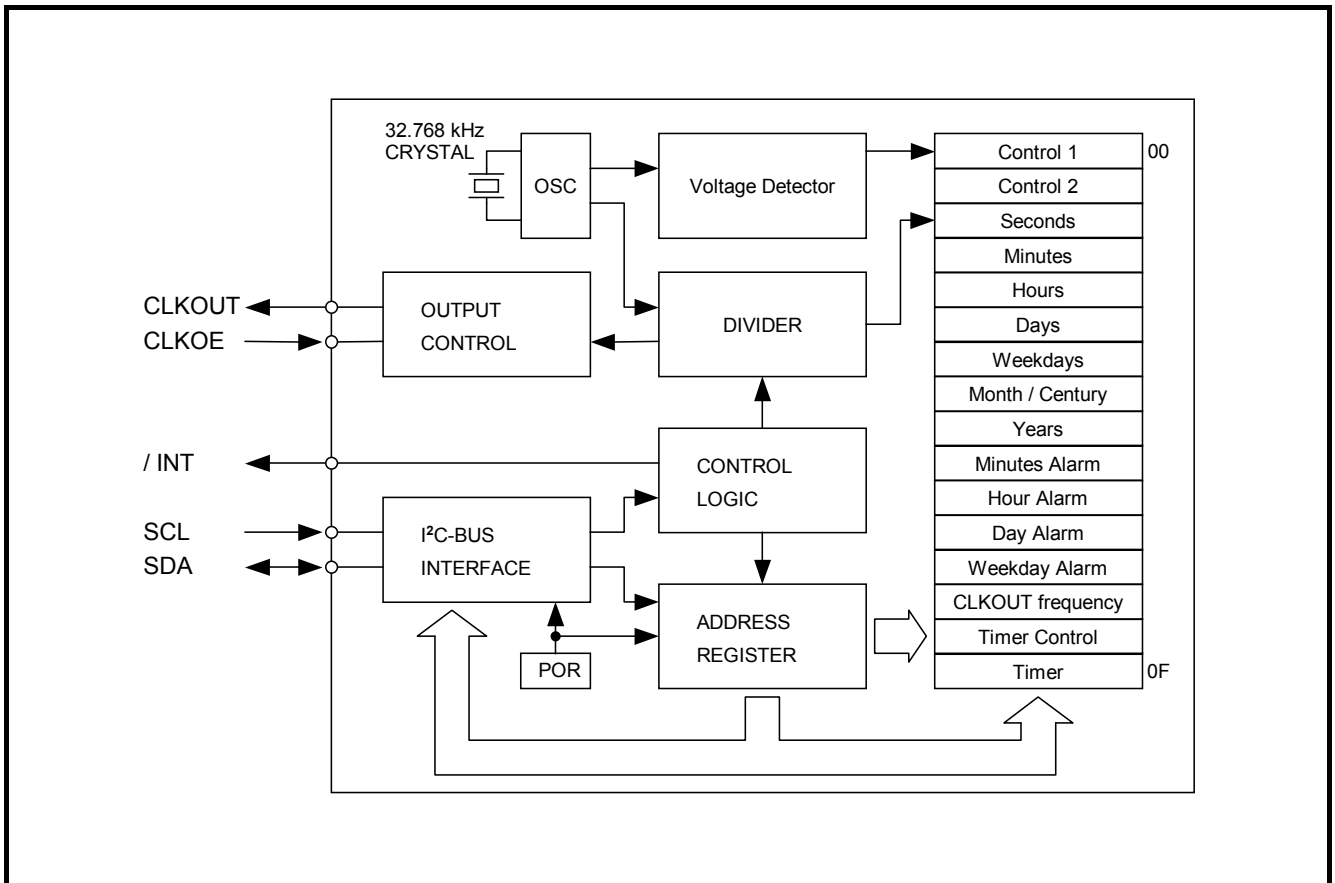 32.768 kHz
CRYSTAL
OSC
Voltage Detector
Control 1
00
Control 2
Seconds
Minutes
Hours
Days
Weekdays
Month / Century
Years
Minutes Alarm
Hour Alarm
Day Alarm
Weekday Alarm
CLKOUT frequency
Timer Control
Timer
0F
CLKOUT
CLKOE
OUTPUT
CONTROL
DIVIDER
/ INT
CONTROL
LOGIC
SCL
SDA
I²C-BUS
INTERFACE
ADDRESS
REGISTER
POR